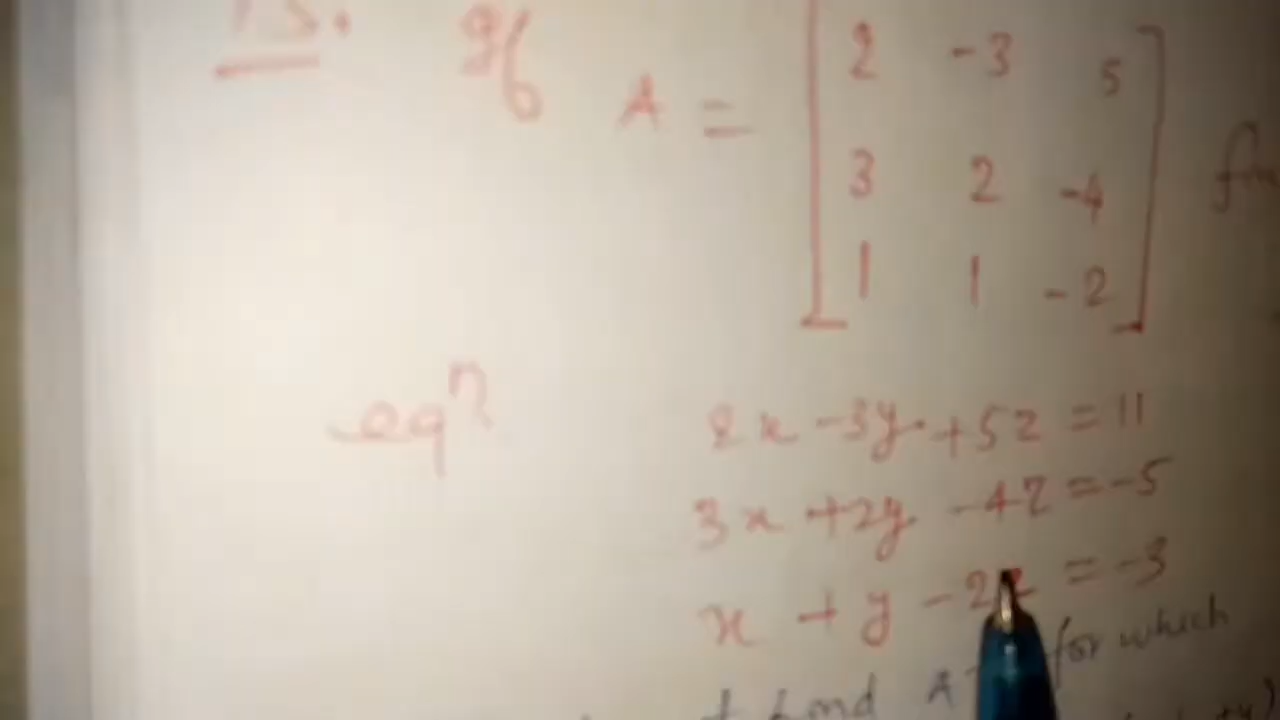 15. If A = [2 -3 5
3 2 -4
1 1 -2]
eqn 2x -3y +5z = 11
3x +2y -4z = -5
x + y -2z = -3
find A for which